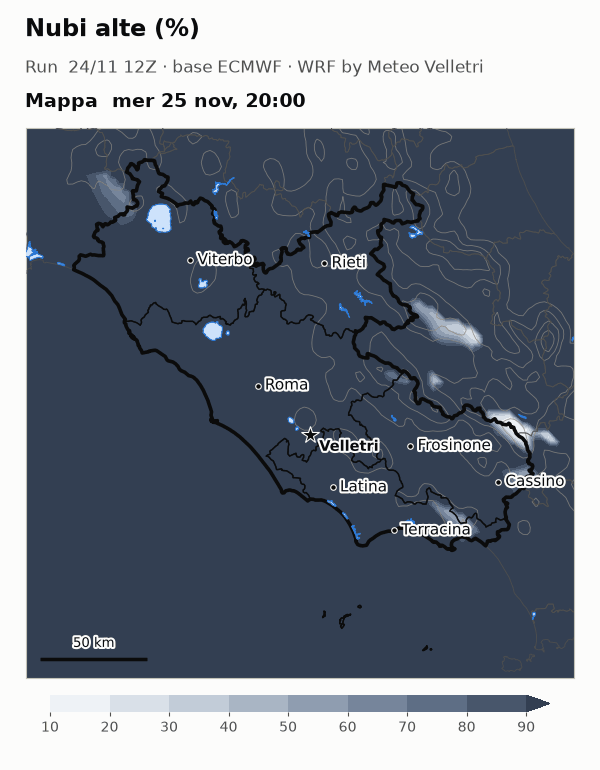 Nubi alte (%)
Run 24/11 12Z · base ECMWF · WRF by Meteo Velletri
Mappa mer 25 nov, 20:00
Viterbo
Rieti
Roma
Velletri
Frosinone
Cassino
Latina
Terracina
50 km
10 20 30 40 50 60 70 80 90